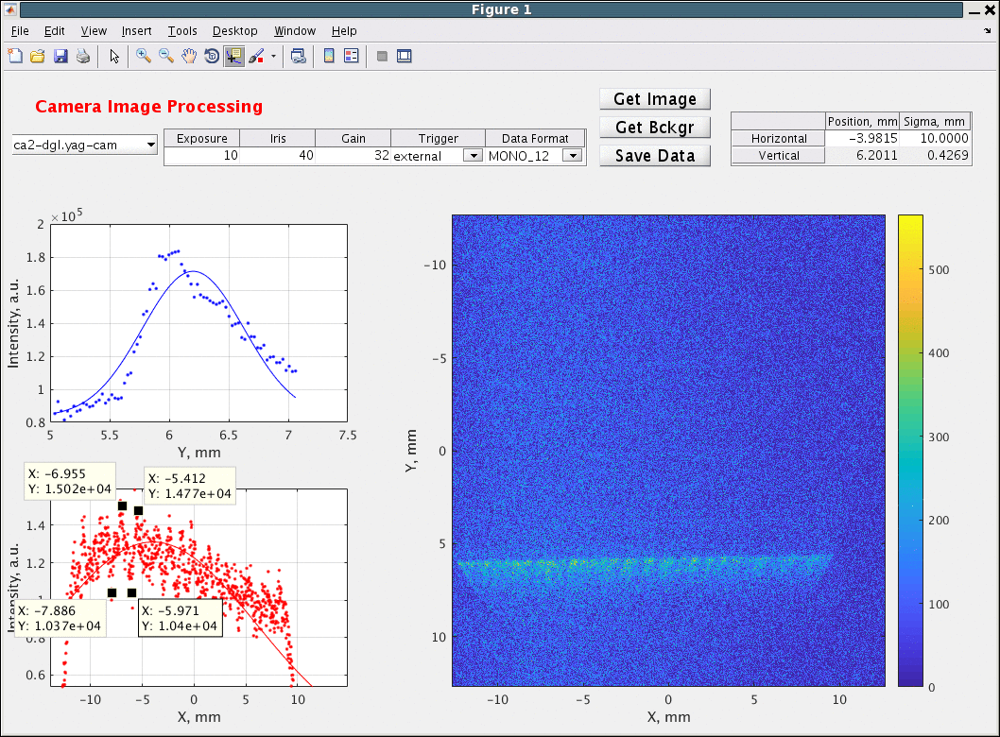 Figure 1
File Edit View Insert Tools Desktop Window Help
Camera Image Processing
ca2-dgl.yag-cam
Exposure Iris Gain Trigger Data Format
10 40 32 external MONO_12
Get Image
Get Bckgr
Save Data
Position, mm Sigma, mm
Horizontal −3.9815 10.0000
Vertical 6.2011 0.4269
×10^5
2
1.8
1.6
1.4
1.2
1
0.8
Intensity, a.u.
5 5.5 6 6.5 7 7.5
Y, mm
X: −6.955
Y: 1.502e+04
X: −5.412
Y: 1.477e+04
1.4
1.2
1
0.8
0.6
Intensity, a.u.
X: −7.886
Y: 1.037e+04
X: −5.971
Y: 1.04e+04
−10 −5 0 5 10
X, mm
−10
−5
0
5
10
Y, mm
−10 −5 0 5 10
X, mm
500
400
300
200
100
0